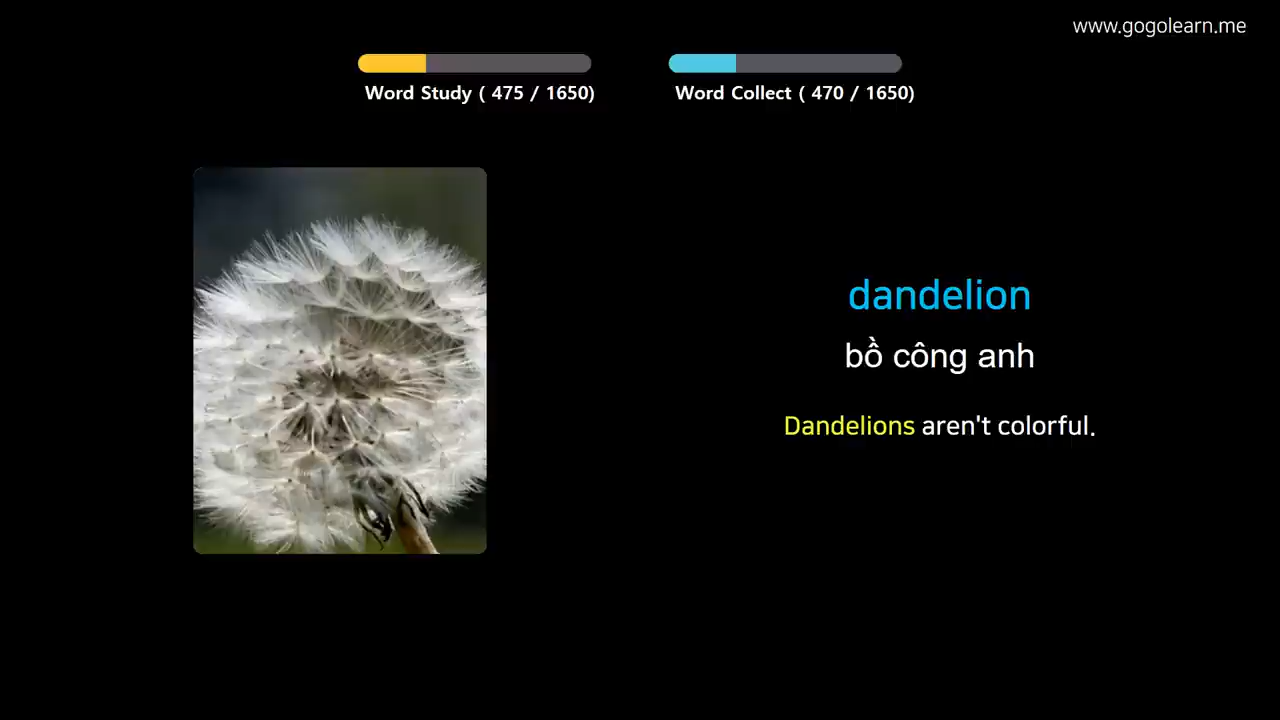 www.gogolearn.me
Word Study ( 475 / 1650)
Word Collect ( 470 / 1650)
dandelion
bồ công anh
Dandelions aren't colorful.